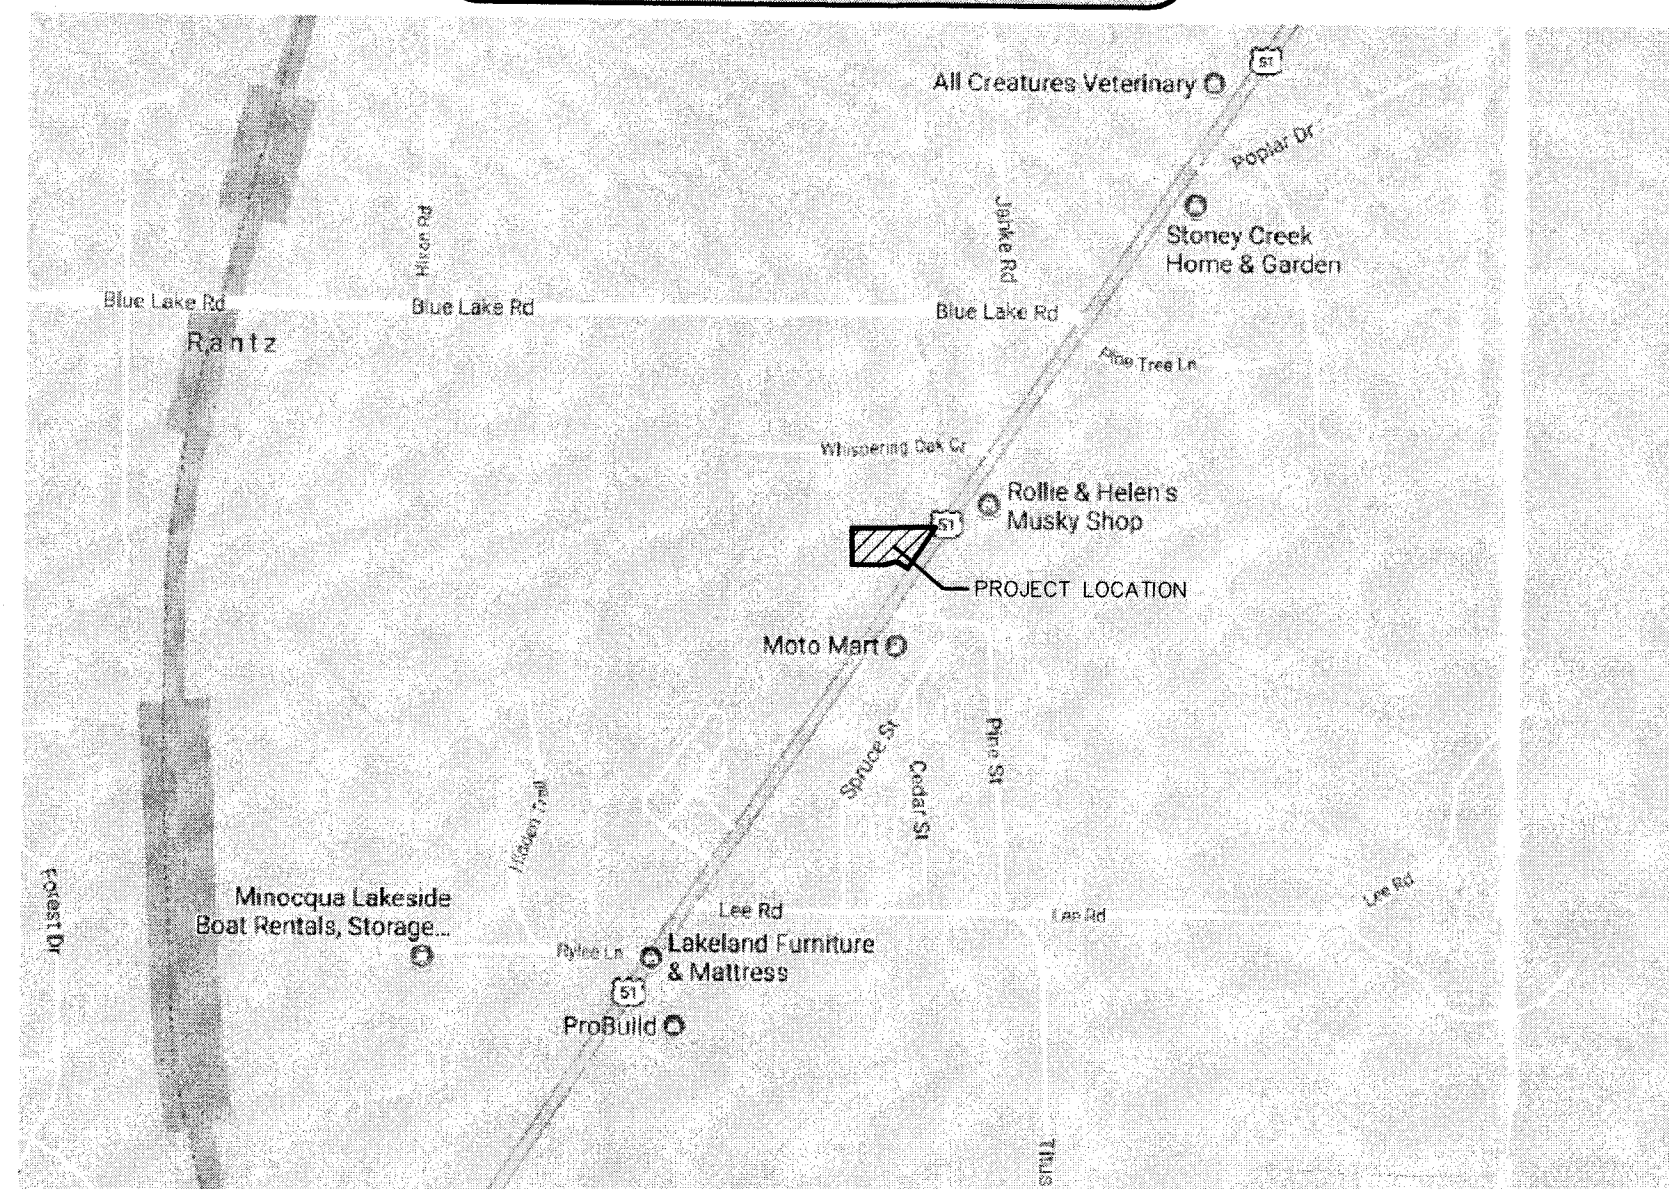 51
All Creatures Veterinary
Poplar Dr
Hixon Rd
Janke Rd
Stoney Creek
Home & Garden
Blue Lake Rd
Blue Lake Rd
Blue Lake Rd
Rantz
Pine Tree Ln
Whispering Oak Cr
Rollie & Helen's
Musky Shop
51
PROJECT LOCATION
Moto Mart
Spruce St
Pine St
Cedar St
Hidden Trail
Forest Dr
Minocqua Lakeside
Boat Rentals, Storage...
Lee Rd
Lee Rd
Lee Rd
Rylee Ln
Lakeland Furniture
& Mattress
51
ProBuild
Titus